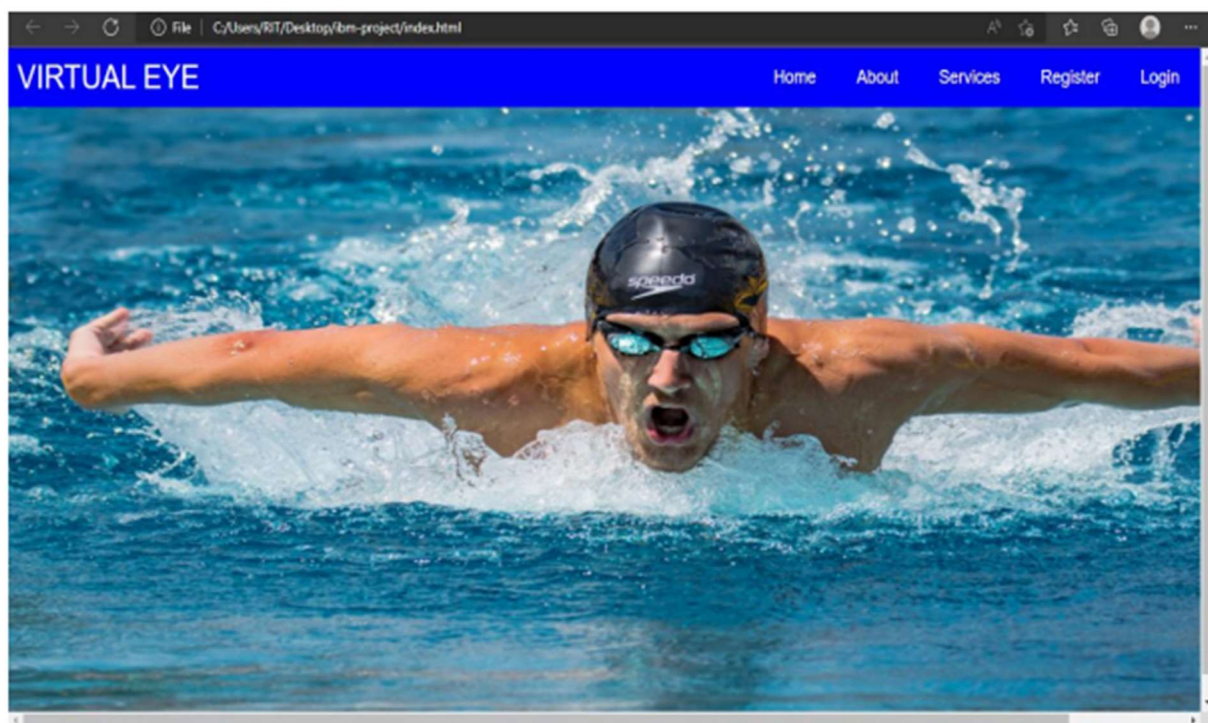 File C:/Users/RIT/Desktop/ibm-project/index.html
VIRTUAL EYE Home About Services Register Login
speedo